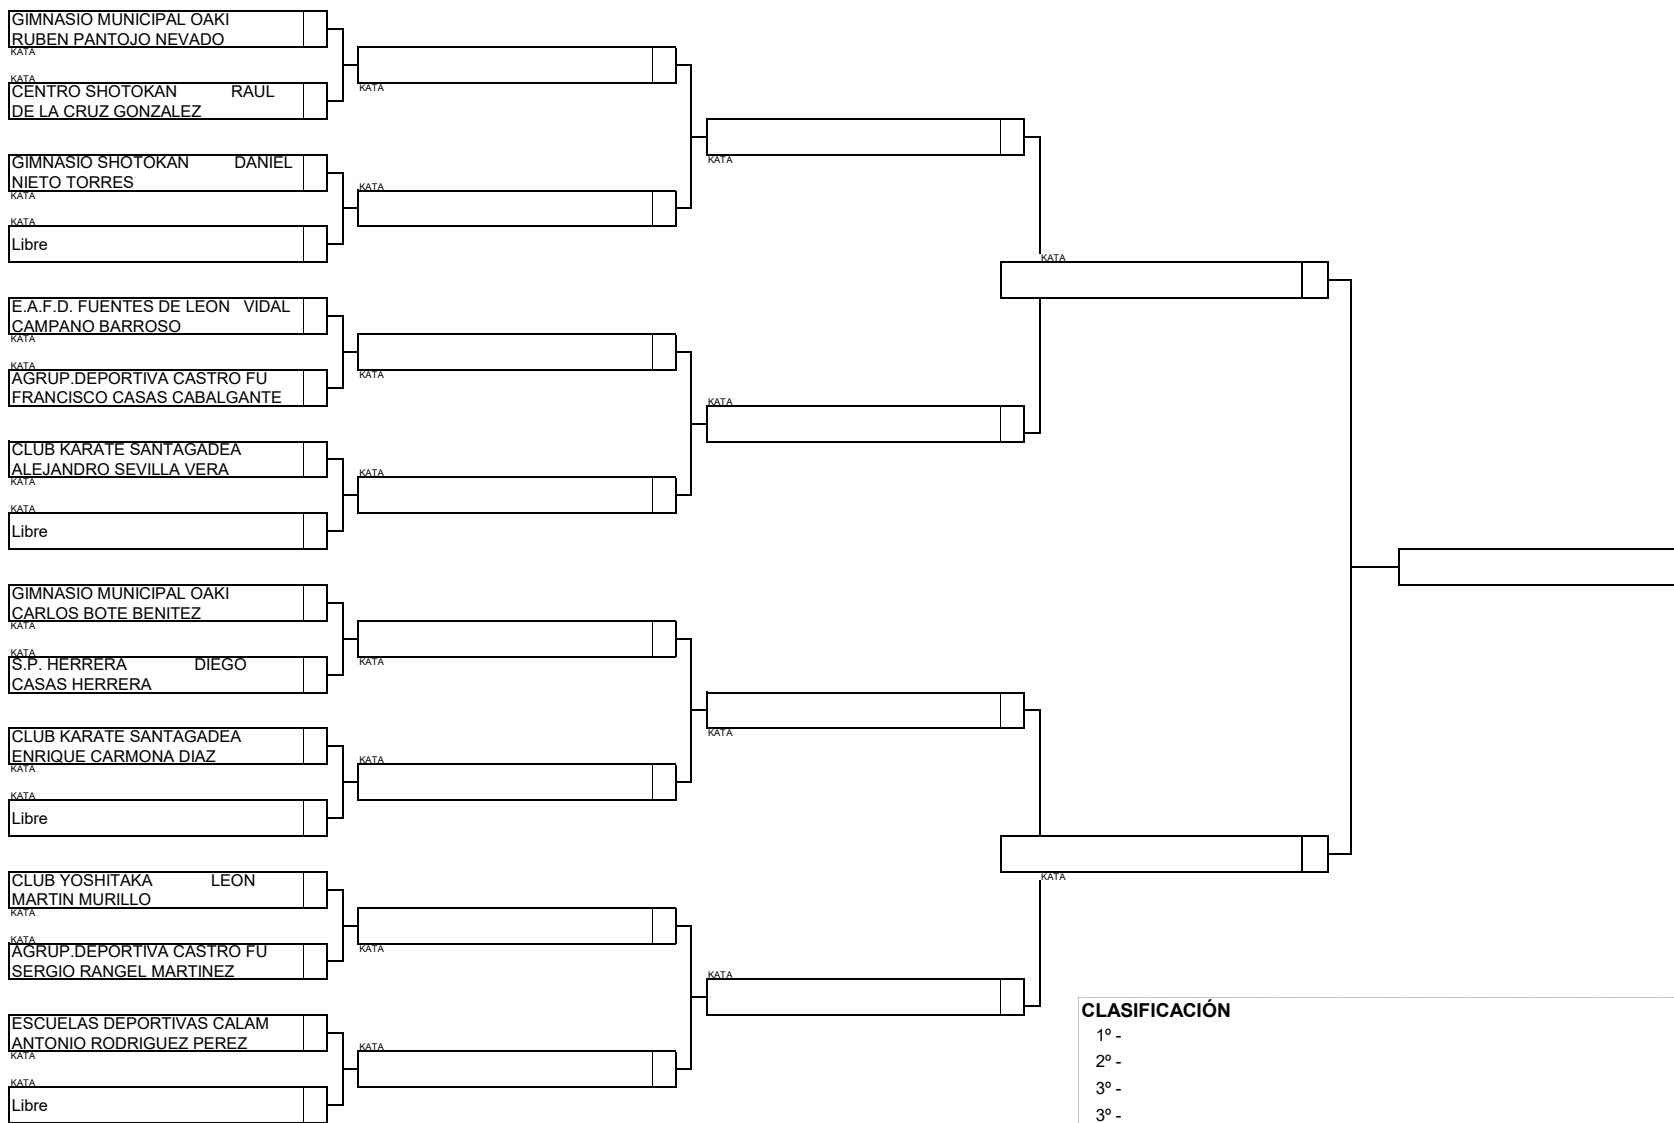 GIMNASIO MUNICIPAL OAKI
RUBEN PANTOJO NEVADO
KATA
KATA
CENTRO SHOTOKAN RAUL
DE LA CRUZ GONZALEZ
GIMNASIO SHOTOKAN DANIEL
NIETO TORRES
KATA
KATA
Libre
E.A.F.D. FUENTES DE LEON VIDAL
CAMPANO BARROSO
KATA
KATA
AGRUP.DEPORTIVA CASTRO FU
FRANCISCO CASAS CABALGANTE
CLUB KARATE SANTAGADEA
ALEJANDRO SEVILLA VERA
KATA
KATA
Libre
GIMNASIO MUNICIPAL OAKI
CARLOS BOTE BENITEZ
KATA
KATA
S.P. HERRERA DIEGO
CASAS HERRERA
CLUB KARATE SANTAGADEA
ENRIQUE CARMONA DIAZ
KATA
KATA
Libre
CLUB YOSHITAKA LEON
MARTIN MURILLO
KATA
KATA
AGRUP.DEPORTIVA CASTRO FU
SERGIO RANGEL MARTINEZ
ESCUELAS DEPORTIVAS CALAM
ANTONIO RODRIGUEZ PEREZ
KATA
KATA
Libre
KATA
KATA
KATA
KATA
KATA
KATA
KATA
KATA
KATA
KATA
KATA
KATA
KATA
KATA
CLASIFICACIÓN
1º -
2º -
3º -
3º -